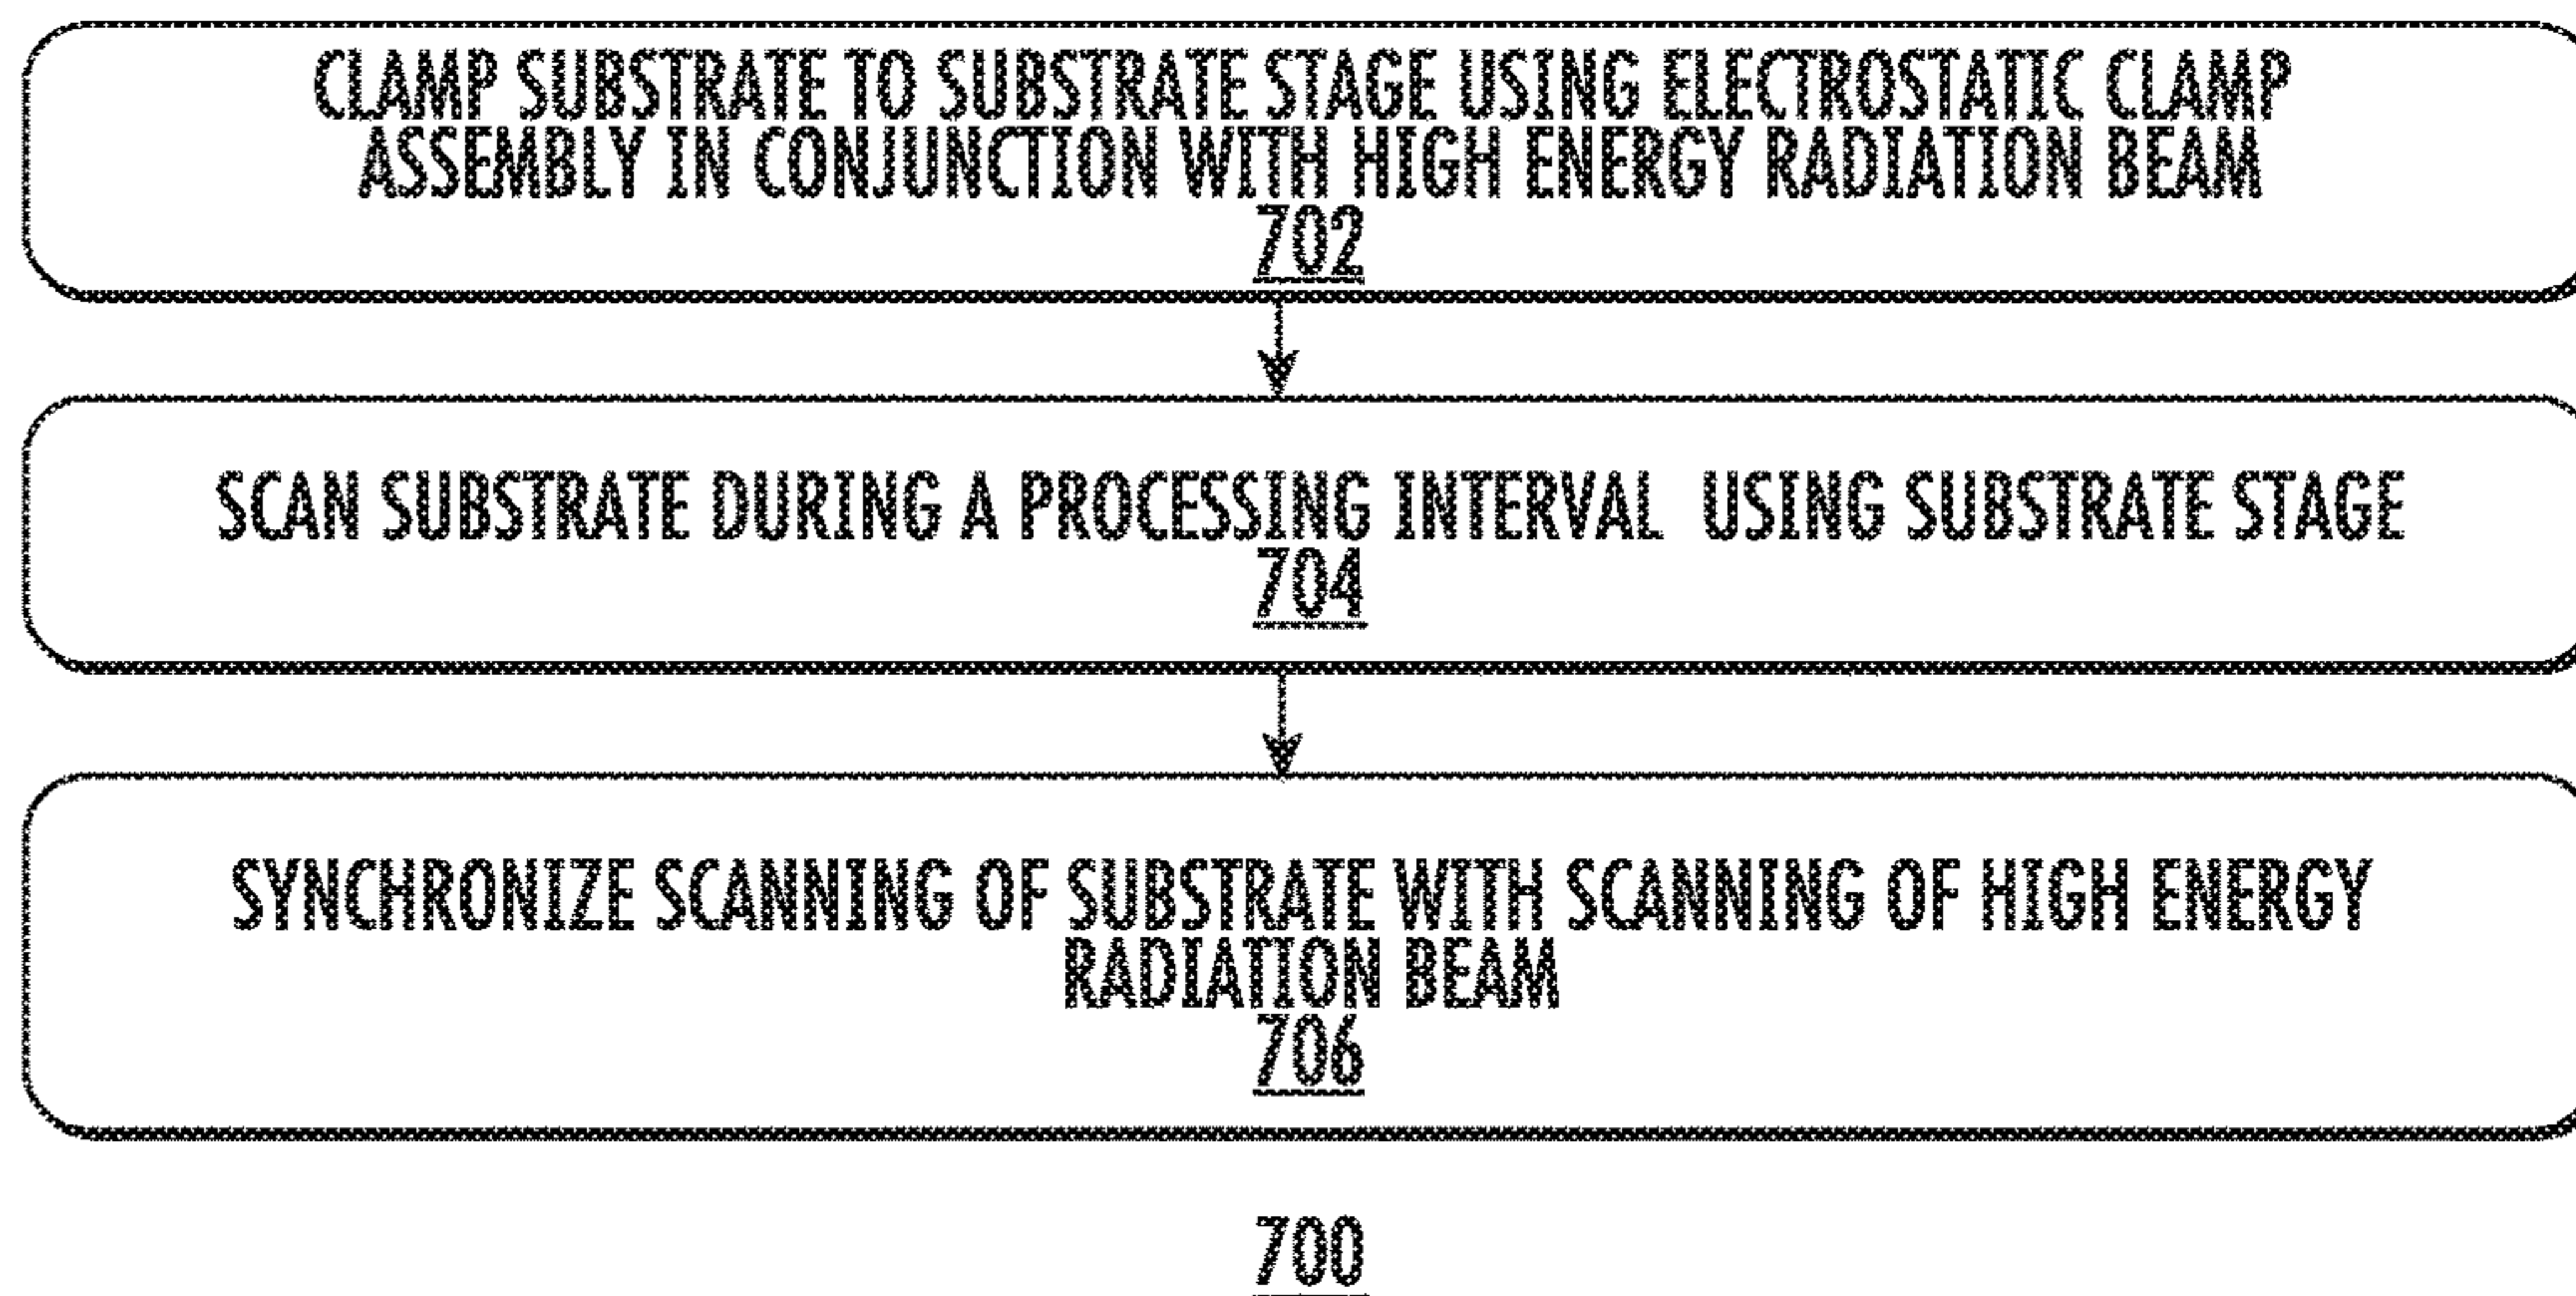 CLAMP SUBSTRATE TO SUBSTRATE STAGE USING ELECTROSTATIC CLAMP
ASSEMBLY IN CONJUNCTION WITH HIGH ENERGY RADIATION BEAM
702
SCAN SUBSTRATE DURING A PROCESSING INTERVAL USING SUBSTRATE STAGE
704
SYNCHRONIZE SCANNING OF SUBSTRATE WITH SCANNING OF HIGH ENERGY
RADIATION BEAM
706
700